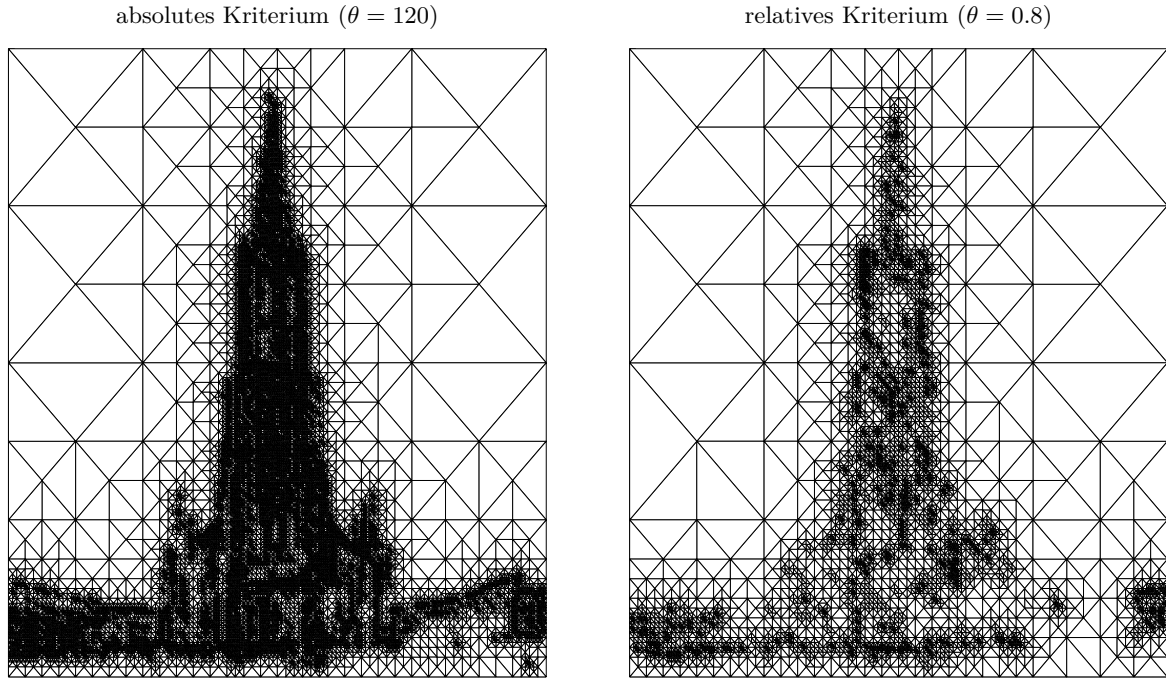 absolutes Kriterium (θ = 120)
relatives Kriterium (θ = 0.8)